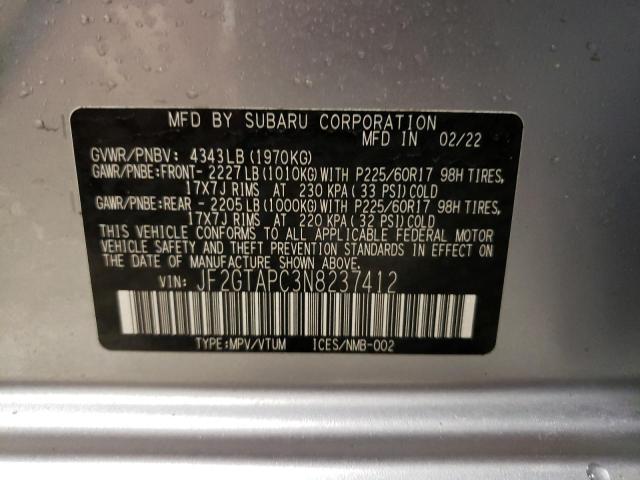 MFD BY SUBARU CORPORATION
MFD IN 02/22
GVWR/PNBV: 4343LB (1970KG)
GAWR/PNBE:FRONT- 2227LB (1010KG) WITH P225/60R17 98H TIRES,
17X7J RIMS AT 230 KPA (33 PSI) COLD
GAWR/PNBE:REAR - 2205LB (1000KG) WITH P225/60R17 98H TIRES,
17X7J RIMS AT 220 KPA (32 PSI) COLD
THIS VEHICLE CONFORMS TO ALL APPLICABLE FEDERAL MOTOR
VEHICLE SAFETY AND THEFT PREVENTION STANDARDS IN EFFECT
ON THE DATE OF MANUFACTURE SHOWN ABOVE.
VIN: JF2GTAPC3N8237412
TYPE:MPV/VTUM ICES/NMB-002